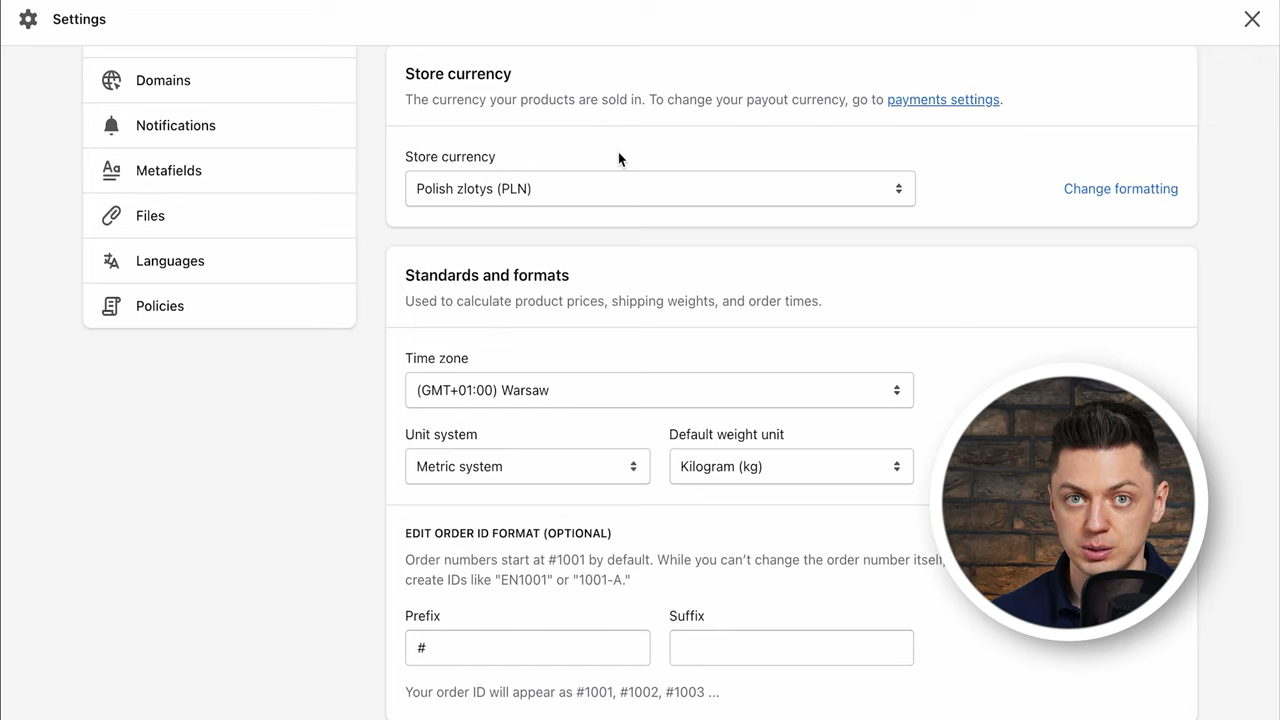 Settings
Domains
Notifications
Metafields
Files
Languages
Policies
Store currency
The currency your products are sold in. To change your payout currency, go to payments settings.
Store currency
Polish zlotys (PLN)
Change formatting
Standards and formats
Used to calculate product prices, shipping weights, and order times.
Time zone
(GMT+01:00) Warsaw
Unit system
Default weight unit
Metric system
Kilogram (kg)
EDIT ORDER ID FORMAT (OPTIONAL)
Order numbers start at #1001 by default. While you can’t change the order number itself,
create IDs like "EN1001" or "1001-A."
Prefix
Suffix
#
Your order ID will appear as #1001, #1002, #1003 ...